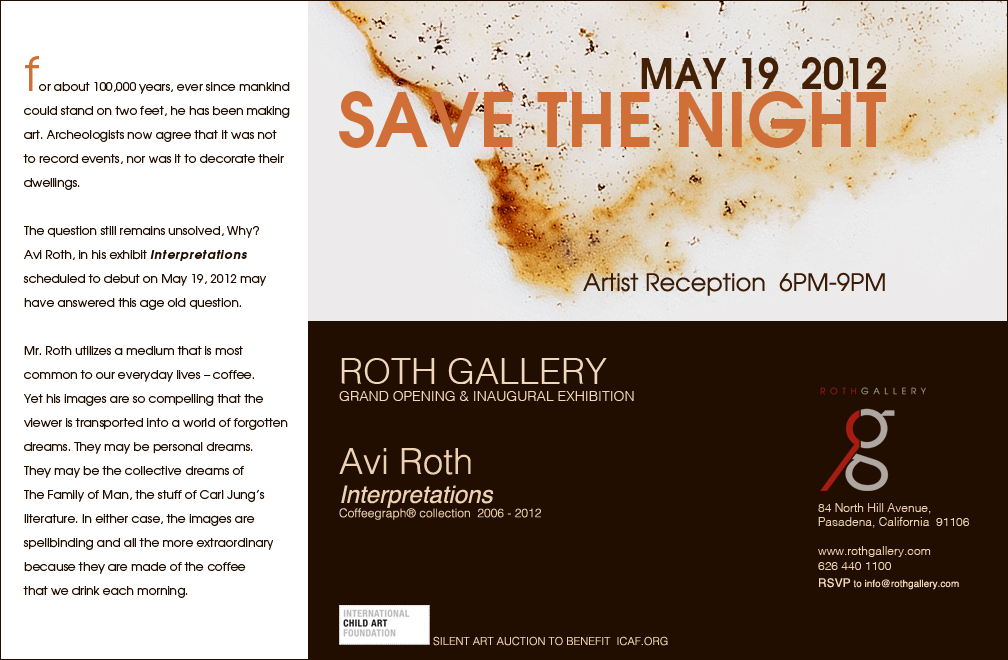 for about 100,000 years, ever since mankind
could stand on two feet, he has been making
art. Archeologists now agree that it was not
to record events, nor was it to decorate their
dwellings.
The question still remains unsolved, Why?
Avi Roth, in his exhibit Interpretations
scheduled to debut on May 19, 2012 may
have answered this age old question.
Mr. Roth utilizes a medium that is most
common to our everyday lives – coffee.
Yet his images are so compelling that the
viewer is transported into a world of forgotten
dreams. They may be personal dreams.
They may be the collective dreams of
The Family of Man, the stuff of Carl Jung's
literature. In either case, the images are
spellbinding and all the more extraordinary
because they are made of the coffee
that we drink each morning.
MAY 19 2012
SAVE THE NIGHT
Artist Reception 6PM-9PM
ROTH GALLERY
GRAND OPENING & INAUGURAL EXHIBITION
Avi Roth
Interpretations
Coffeegraph® collection 2006 - 2012
INTERNATIONAL
CHILD ART
FOUNDATION
SILENT ART AUCTION TO BENEFIT ICAF.ORG
ROTHGALLERY
g
84 North Hill Avenue,
Pasadena, California 91106
www.rothgallery.com
626 440 1100
RSVP to info@rothgallery.com